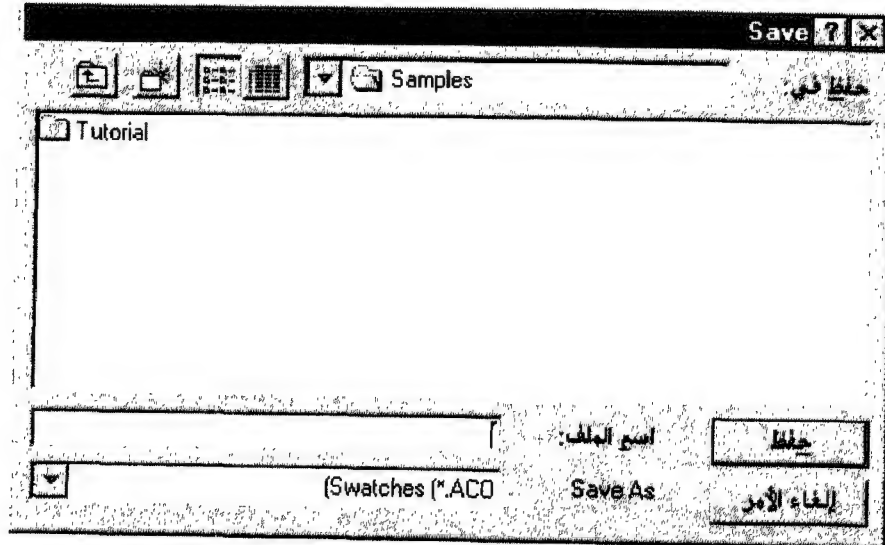 Save
حفظ في:
Samples
Tutorial
اسم الملف:
حفظ
Save As
(Swatches (*.ACO
إلغاء الأمر